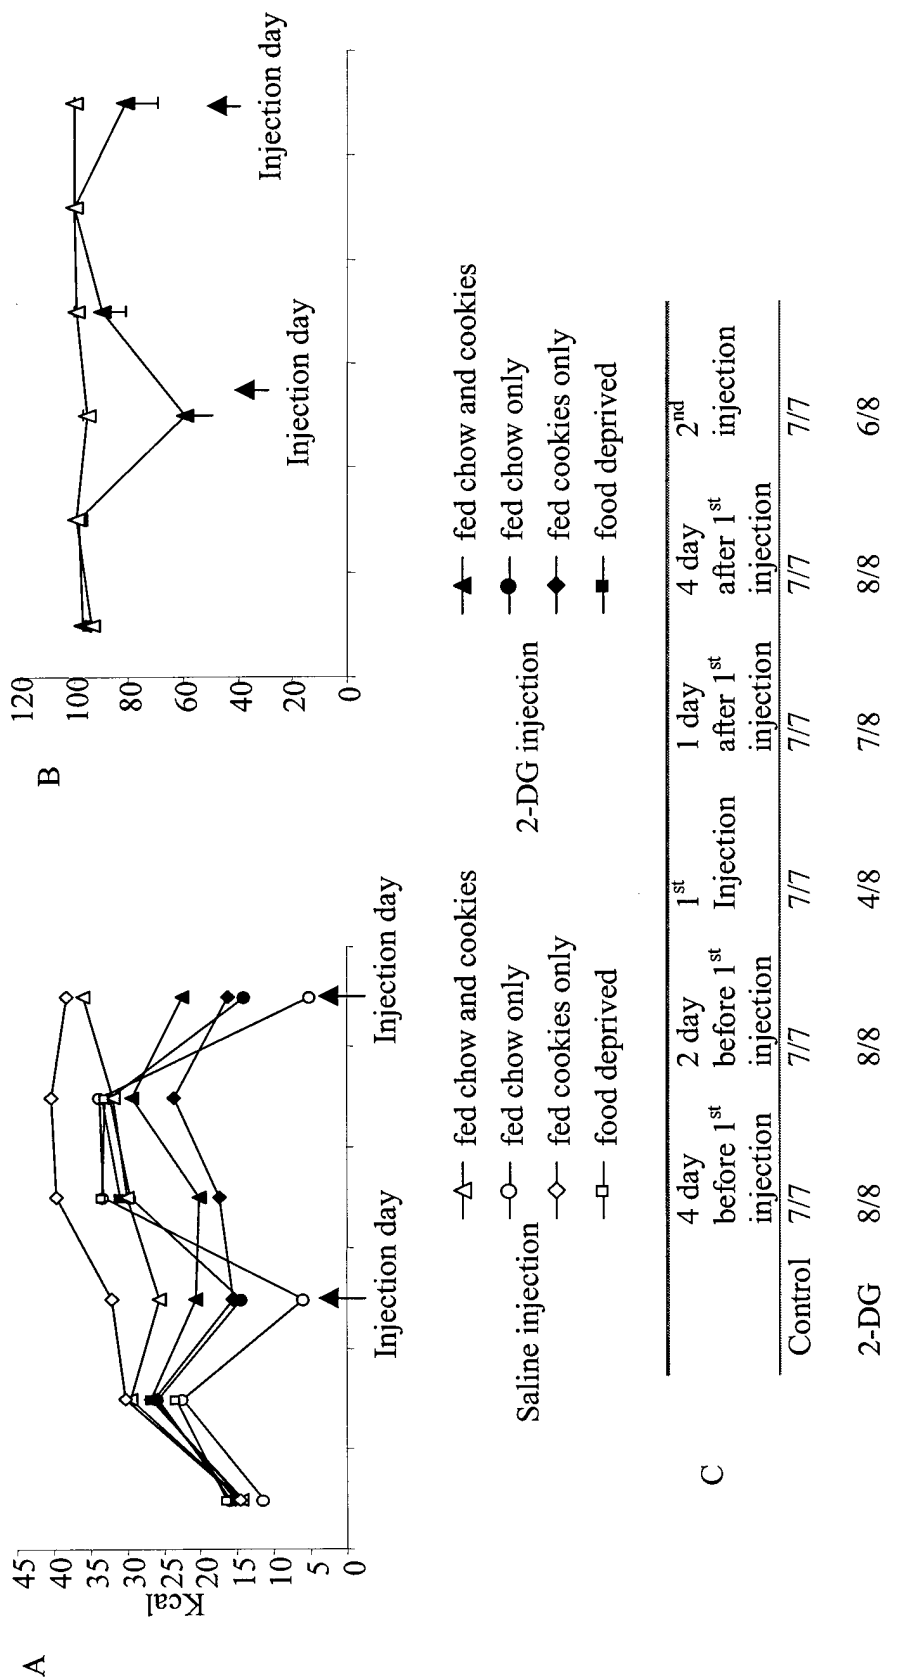 A
45
40
35
30
25
20
15
10
5
0
Kcal
Injection day
Injection day
B
120
100
80
60
40
20
0
Injection day
Injection day
Saline injection
fed chow and cookies
fed chow only
fed cookies only
food deprived
2-DG injection
fed chow and cookies
fed chow only
fed cookies only
food deprived
C
4 day before 1st injection
2 day before 1st injection
1st Injection
1 day after 1st injection
4 day after 1st injection
2nd injection
Control 7/7 7/7 7/7 7/7 7/7 7/7
2-DG 8/8 8/8 4/8 7/8 8/8 6/8